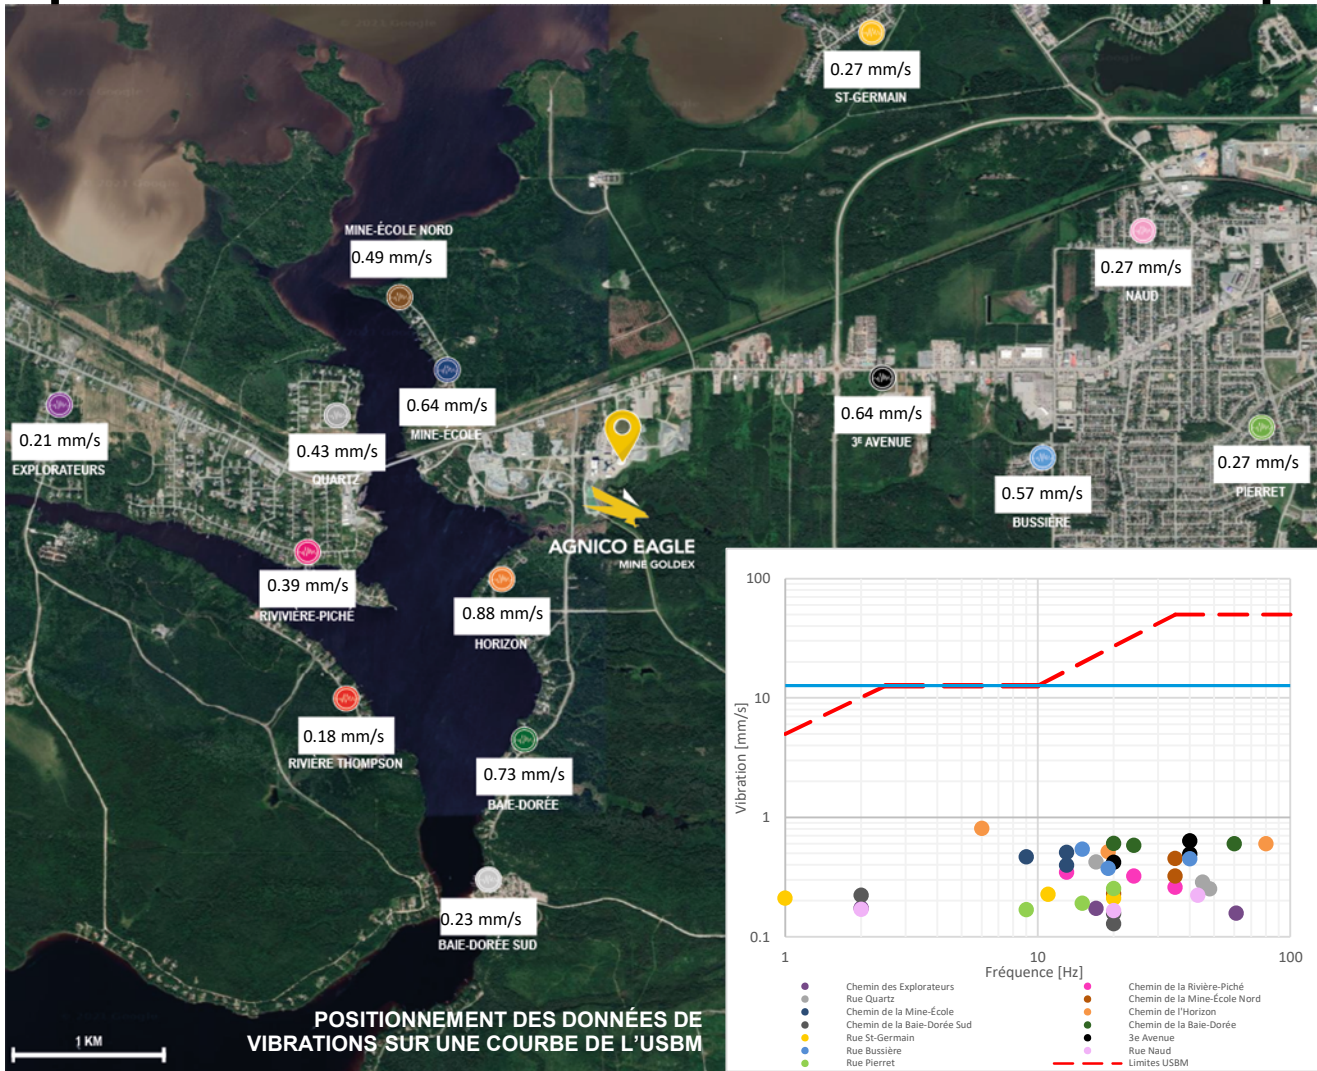 0.27 mm/s
ST-GERMAIN
MINE-ÉCOLE NORD
0.49 mm/s
0.27 mm/s
NAUD
0.64 mm/s
MINE-ÉCOLE
0.64 mm/s
3E AVENUE
0.21 mm/s
EXPLORATEURS
0.43 mm/s
QUARTZ
0.27 mm/s
PIERRET
0.57 mm/s
BUSSIÈRE
AGNICO EAGLE
MINE GOLDEX
0.39 mm/s
RIVIVIÈRE-PICHÉ
0.88 mm/s
HORIZON
0.18 mm/s
RIVIÈRE THOMPSON
0.73 mm/s
BAIE-DORÉE
0.23 mm/s
BAIE-DORÉE SUD
POSITIONNEMENT DES DONNÉES DE
VIBRATIONS SUR UNE COURBE DE L'USBM
1 KM
100
10
1
0.1
Vibration [mm/s]
1
10
100
Fréquence [Hz]
Chemin des Explorateurs
Chemin de la Rivière-Piché
Rue Quartz
Chemin de la Mine-École Nord
Chemin de la Mine-École
Chemin de l'Horizon
Chemin de la Baie-Dorée Sud
Chemin de la Baie-Dorée
Rue St-Germain
3e Avenue
Rue Bussière
Rue Naud
Rue Pierret
Limites USBM